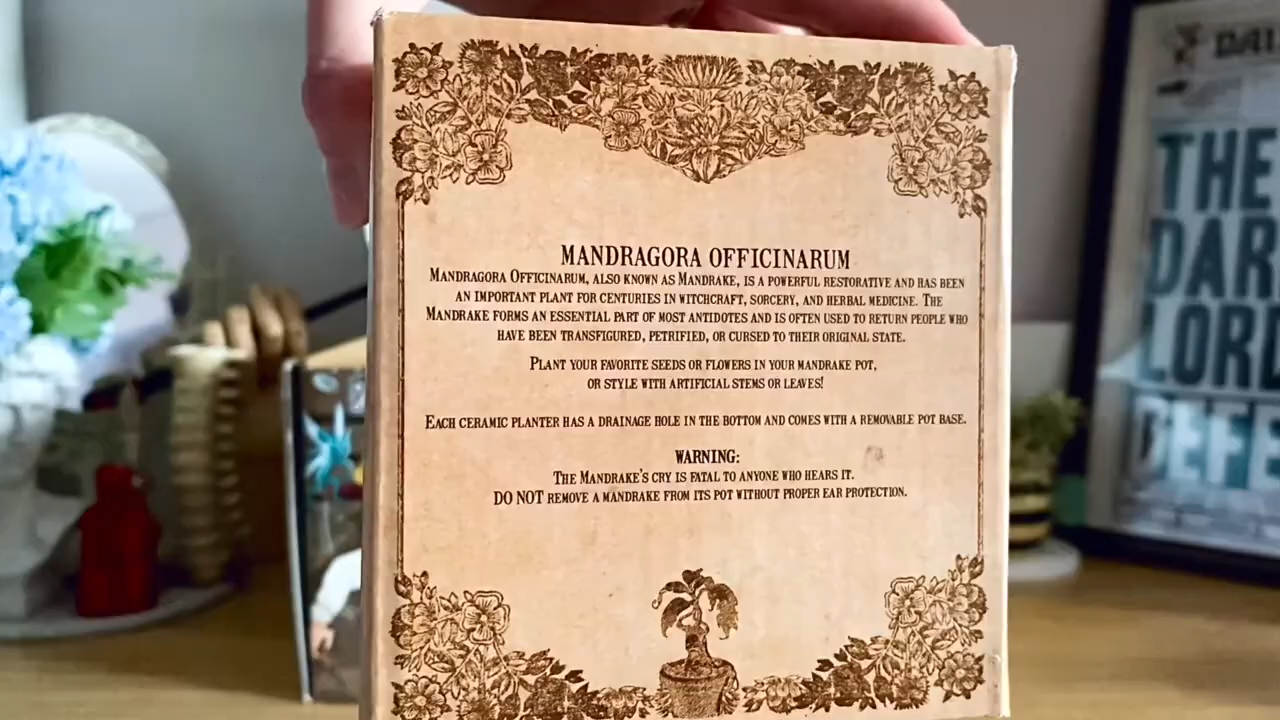 MANDRAGORA OFFICINARUM
MANDRAGORA OFFICINARUM, ALSO KNOWN AS MANDRAKE, IS A POWERFUL RESTORATIVE AND HAS BEEN
AN IMPORTANT PLANT FOR CENTURIES IN WITCHCRAFT, SORCERY, AND HERBAL MEDICINE. THE
MANDRAKE FORMS AN ESSENTIAL PART OF MOST ANTIDOTES AND IS OFTEN USED TO RETURN PEOPLE WHO
HAVE BEEN TRANSFIGURED, PETRIFIED, OR CURSED TO THEIR ORIGINAL STATE.
PLANT YOUR FAVORITE SEEDS OR FLOWERS IN YOUR MANDRAKE POT,
OR STYLE WITH ARTIFICIAL STEMS OR LEAVES!
EACH CERAMIC PLANTER HAS A DRAINAGE HOLE IN THE BOTTOM AND COMES WITH A REMOVABLE POT BASE.
WARNING:
THE MANDRAKE'S CRY IS FATAL TO ANYONE WHO HEARS IT.
DO NOT REMOVE A MANDRAKE FROM ITS POT WITHOUT PROPER EAR PROTECTION.
DAI
THE
DAR
LORD
DEFE